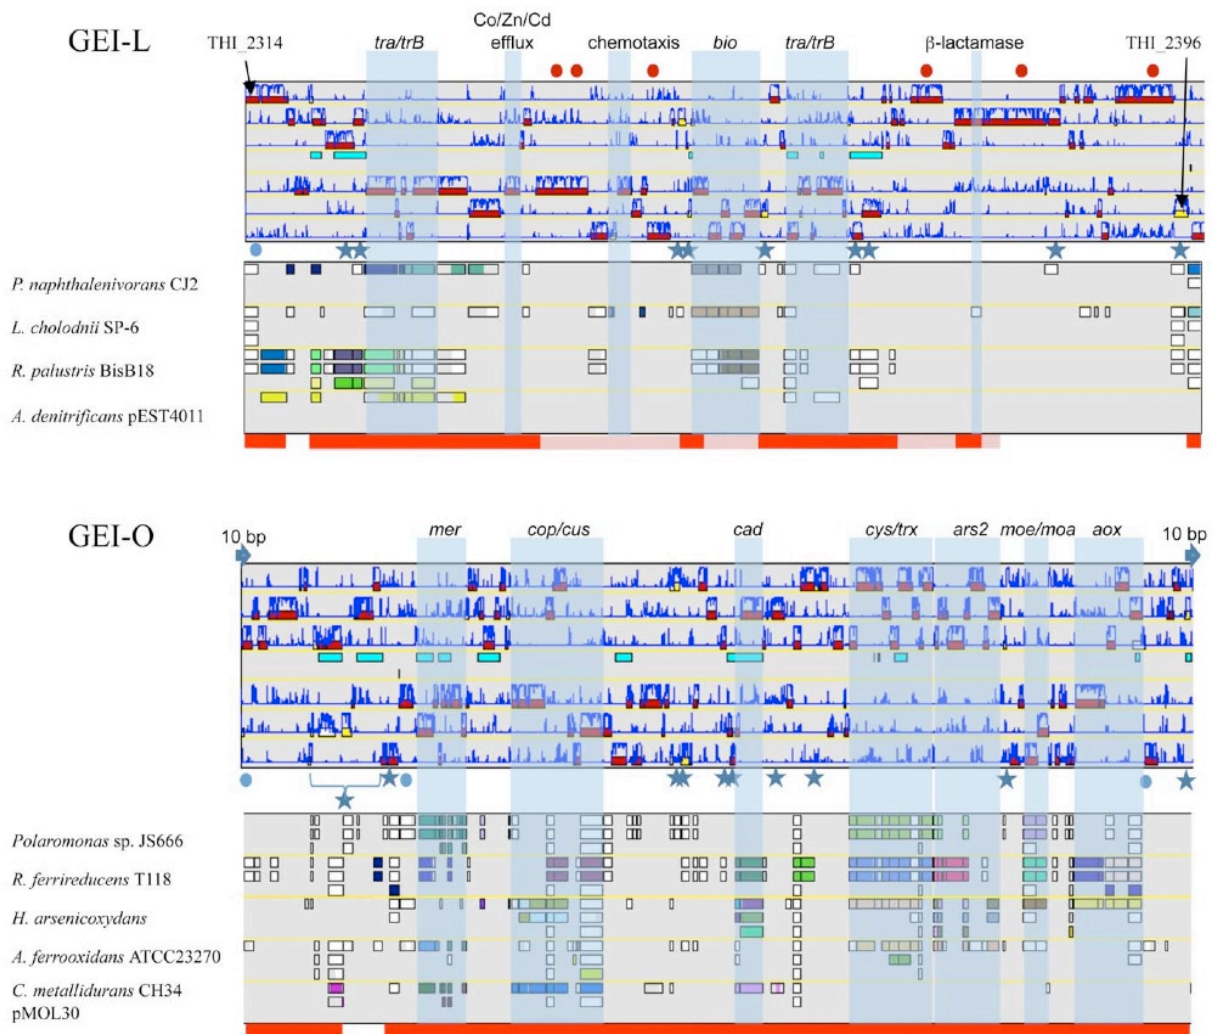 GEI-L
THI_2314
tra/trB
Co/Zn/Cd
efflux
chemotaxis
bio
tra/trB
β-lactamase
THI_2396
P. naphthalenivorans CJ2
L. cholodnii SP-6
R. palustris BisB18
A. denitrificans pEST4011
GEI-O
10 bp
mer
cop/cus
cad
cys/trx
ars2
moe/moa
aox
10 bp
Polaromonas sp. JS666
R. ferrireducens T118
H. arsenicoxydans
A. ferrooxidans ATCC23270
C. metallidurans CH34
pMOL30